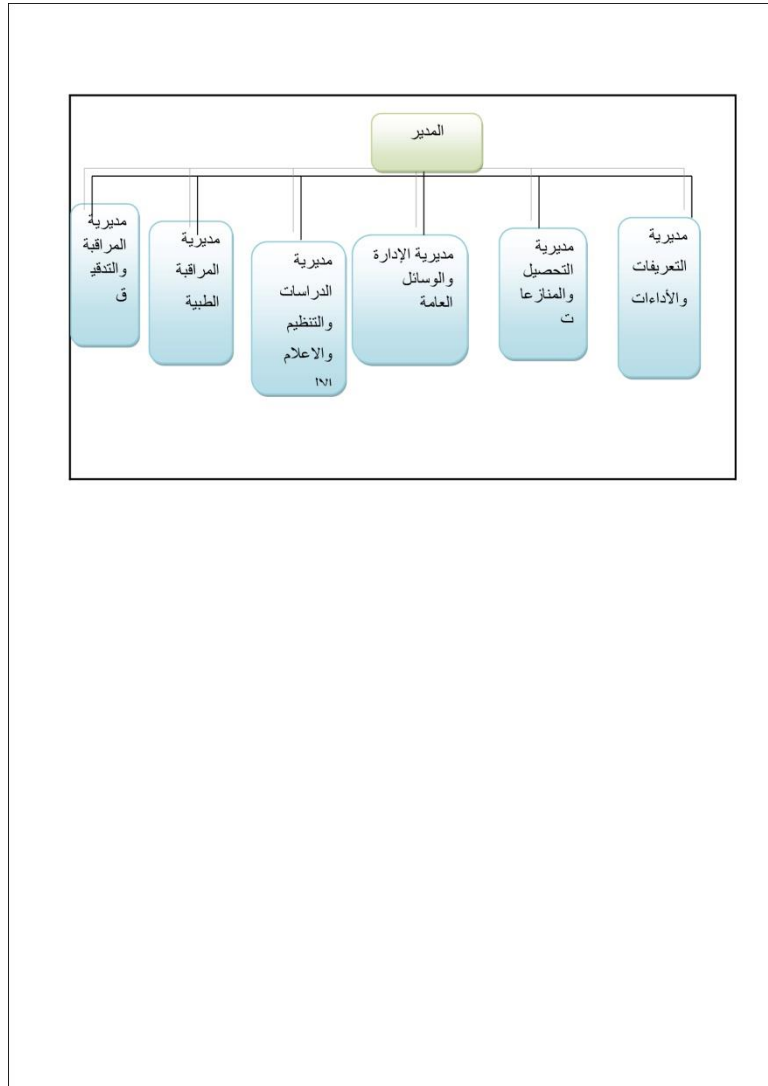 المدير
مديرية
التعريفات
والأداءات
مديرية
التحصيل
والمنازعا
ت
مديرية الإدارة
والوسائل
العامة
مديرية
الدراسات
والتنظيم
والاعلام
مديرية
المراقبة
الطبية
مديرية
المراقبة
والتدقي
ق